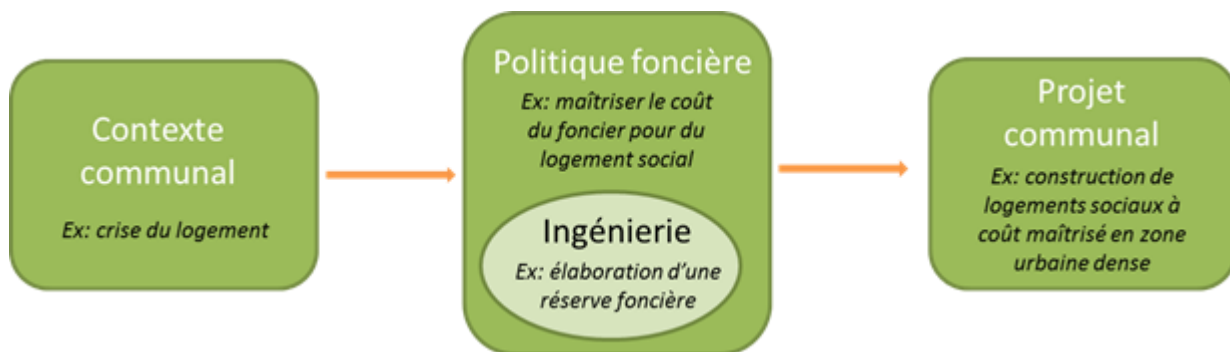 Contexte
communal
Ex: crise du logement
Politique foncière
Ex: maîtriser le coût
du foncier pour du
logement social
Ingénierie
Ex: élaboration d’une
réserve foncière
Projet
communal
Ex: construction de
logements sociaux à
coût maîtrisé en zone
urbaine dense